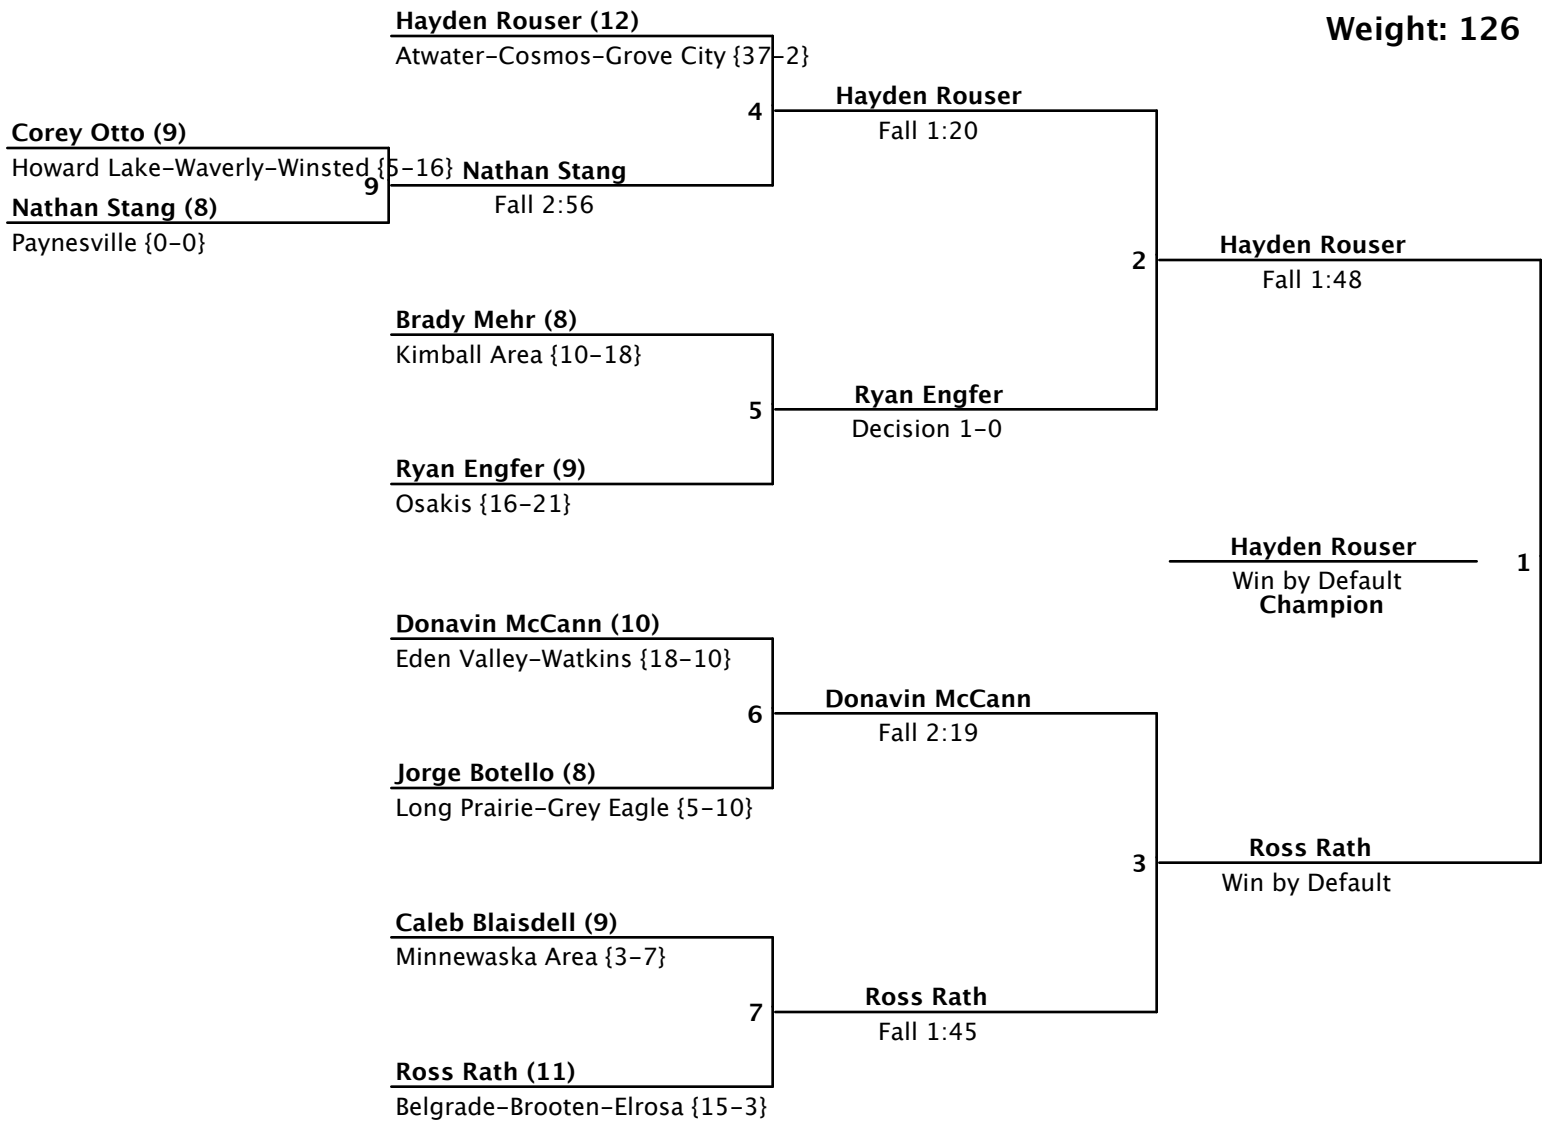 Weight: 126
Hayden Rouser (12)
Atwater-Cosmos-Grove City {37-2}
4
Hayden Rouser
Fall 1:20
Corey Otto (9)
Howard Lake-Waverly-Winsted {5-16}
9
Nathan Stang
Fall 2:56
Nathan Stang (8)
Paynesville {0-0}
2
Hayden Rouser
Fall 1:48
Brady Mehr (8)
Kimball Area {10-18}
5
Ryan Engfer
Decision 1-0
Ryan Engfer (9)
Osakis {16-21}
Hayden Rouser
Win by Default
Champion
1
Donavin McCann (10)
Eden Valley-Watkins {18-10}
6
Donavin McCann
Fall 2:19
Jorge Botello (8)
Long Prairie-Grey Eagle {5-10}
3
Ross Rath
Win by Default
Caleb Blaisdell (9)
Minnewaska Area {3-7}
7
Ross Rath
Fall 1:45
Ross Rath (11)
Belgrade-Brooten-Elrosa {15-3}